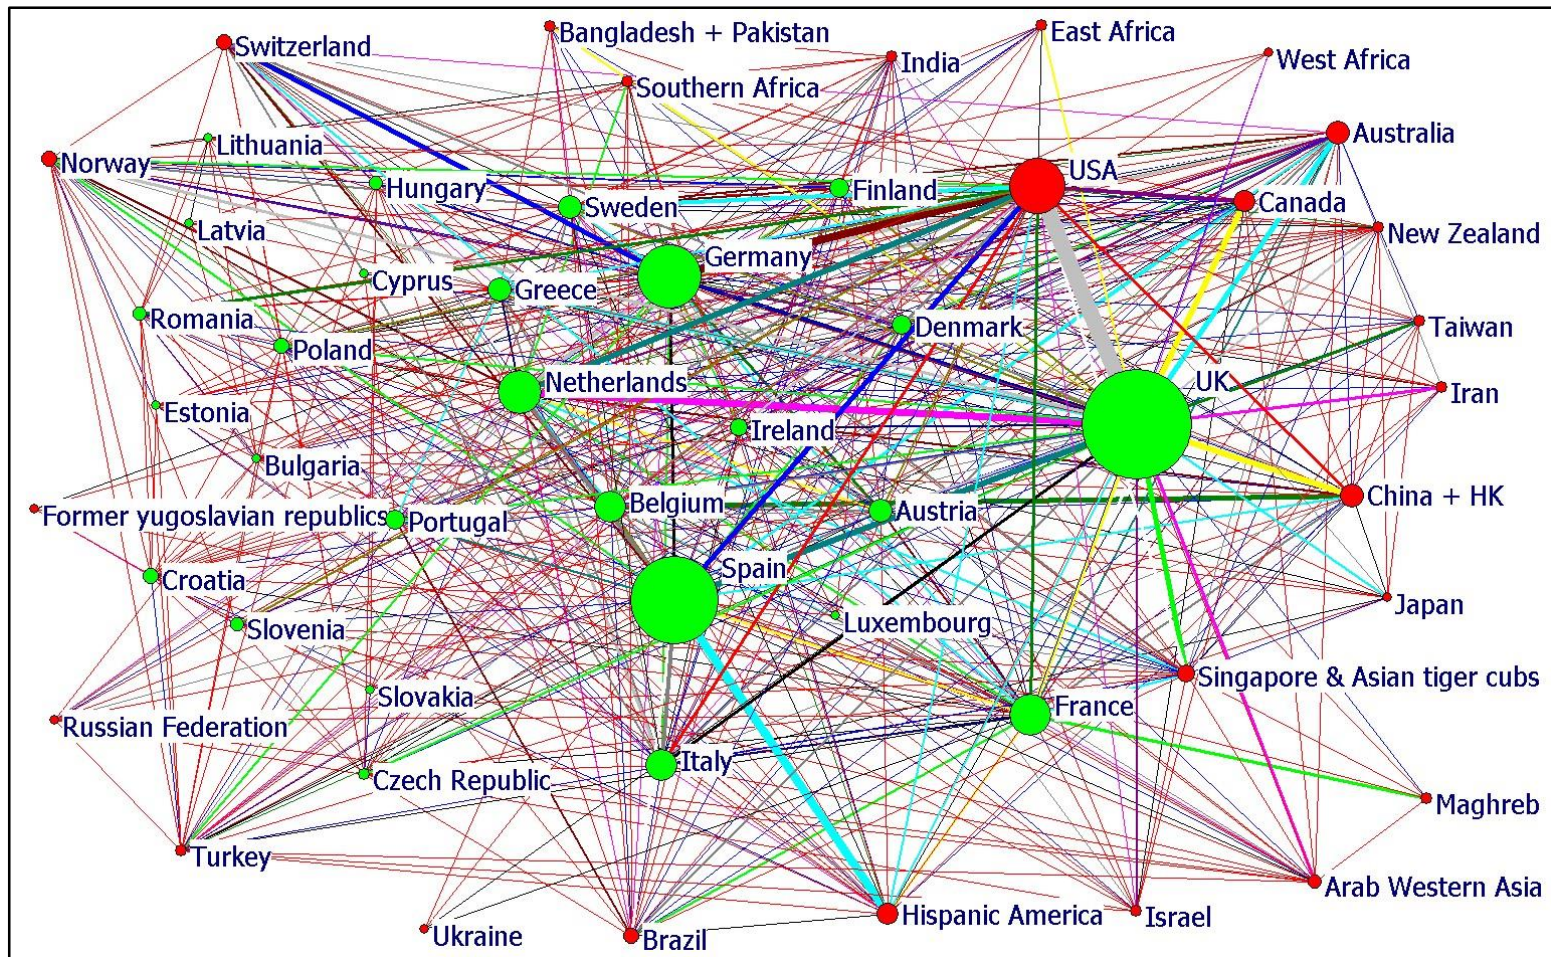 Switzerland
Bangladesh + Pakistan
East Africa
India
West Africa
Southern Africa
Lithuania
Norway
Australia
USA
Hungary
Finland
Sweden
Canada
Latvia
New Zealand
Germany
Cyprus
Greece
Romania
Denmark
Taiwan
Poland
Netherlands
UK
Iran
Estonia
Ireland
Bulgaria
China + HK
Belgium
Austria
Former yugoslavian republics
Portugal
Spain
Croatia
Japan
Luxembourg
Slovenia
Singapore & Asian tiger cubs
Slovakia
France
Russian Federation
Italy
Czech Republic
Maghreb
Turkey
Arab Western Asia
Hispanic America
Israel
Ukraine
Brazil